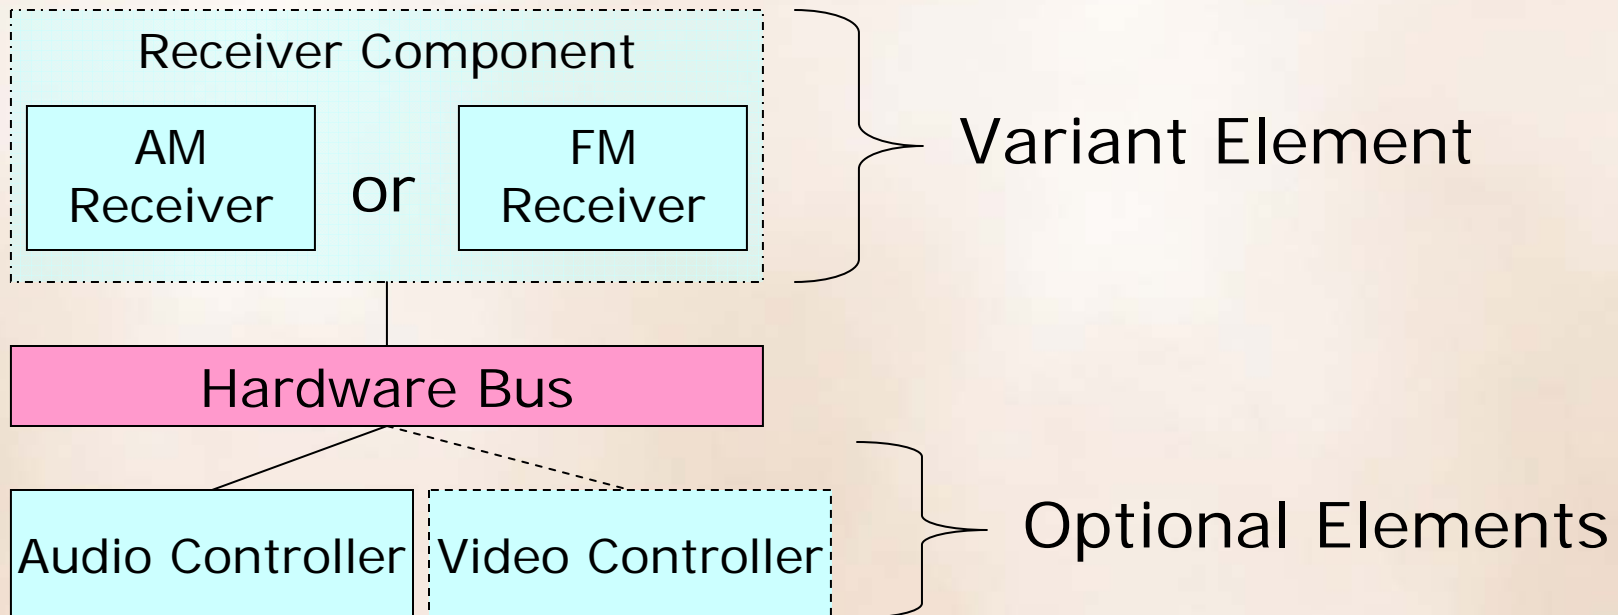 Receiver Component
AM
Receiver
or
FM
Receiver
Variant Element
Hardware Bus
Audio Controller
Video Controller
Optional Elements